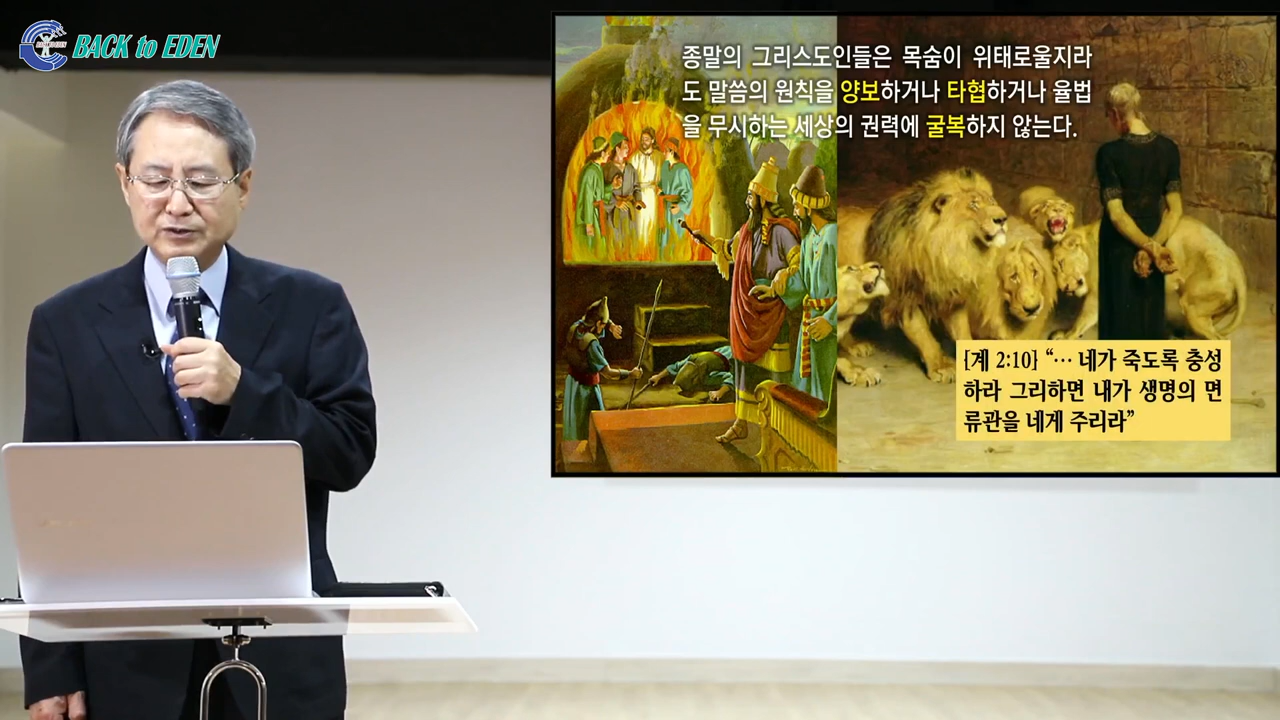 BACK to EDEN
종말의 그리스도인들은 목숨이 위태로울지라
도 말씀의 원칙을 양보하거나 타협하거나 율법
을 무시하는 세상의 권력에 굴복하지 않는다.
[계 2:10] “… 네가 죽도록 충성
하라 그리하면 내가 생명의 면
류관을 네게 주리라”